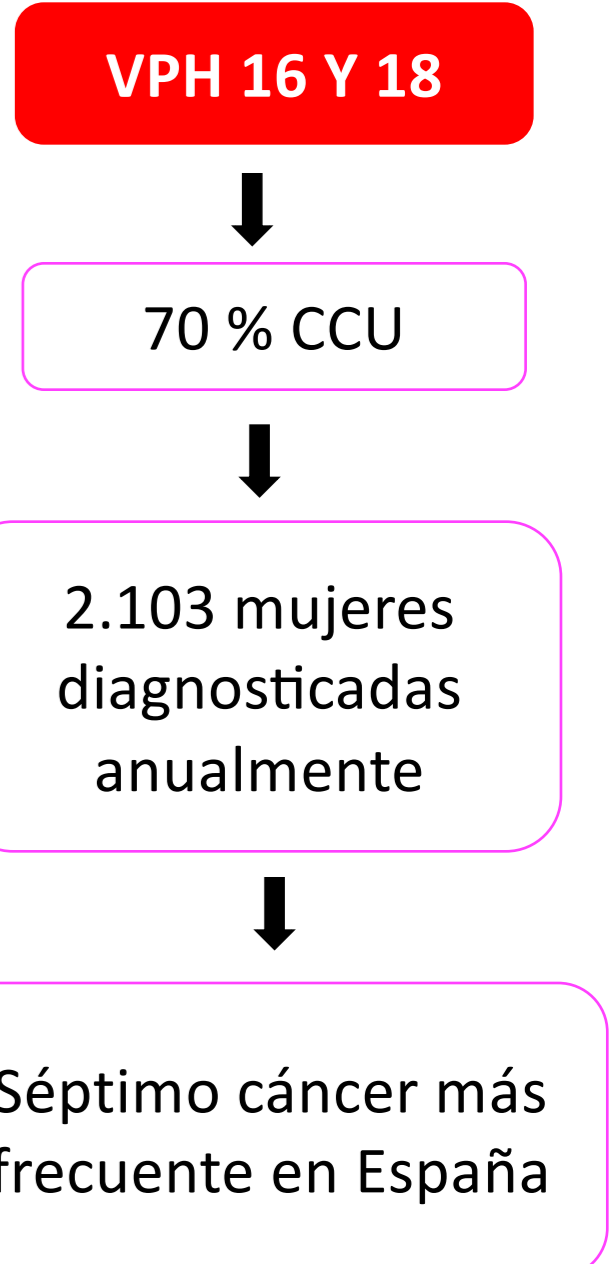 VPH 16 Y 18
70 % CCU
2.103 mujeres
diagnosticadas
anualmente
Séptimo cáncer más
frecuente en España